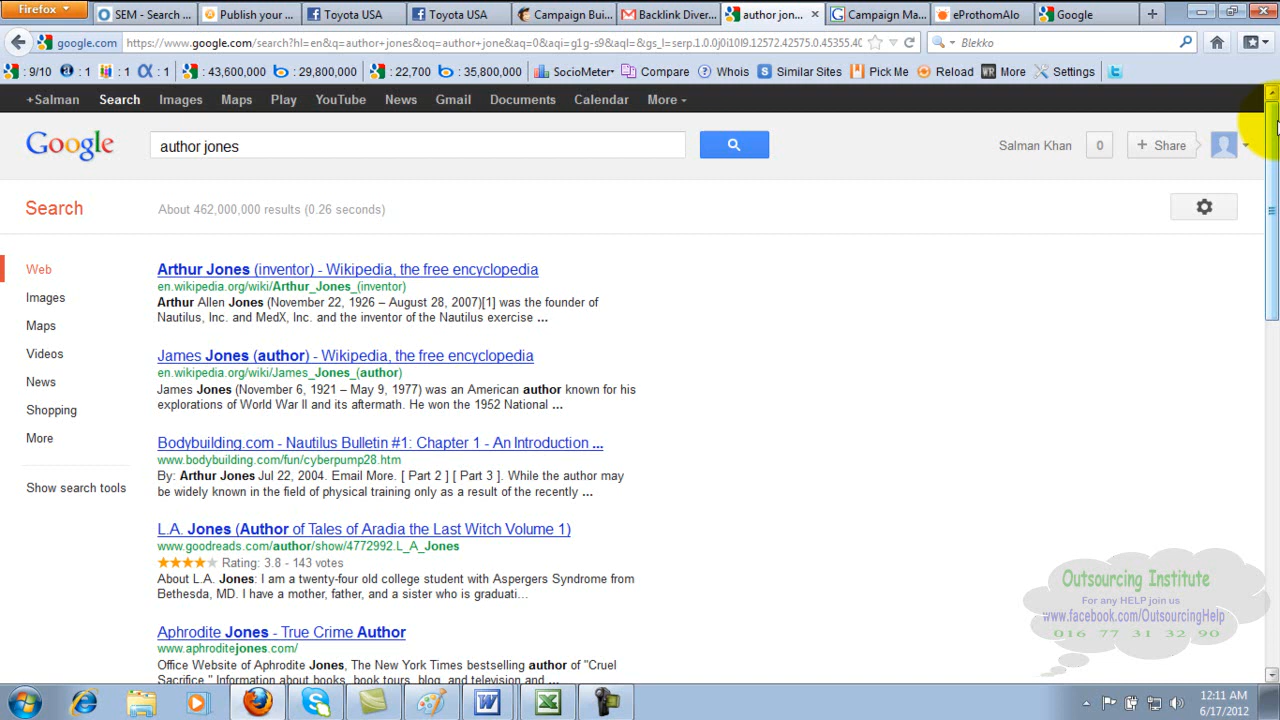 Firefox
SEM - Search ...
Publish your ...
Toyota USA
Toyota USA
Campaign Bui...
Backlink Diver...
author jon...
Campaign Ma...
eProthomAlo
Google
google.com
https://www.google.com/search?hl=en&q=author+jones&oq=author+jone&aq=0&aqi=g1g-s9&aql=&gs_l=serp.1.0.0j0i10l9.12572.42575.0.45355.4
Blekko
: 9/10 : 1 : 1 : 1 : 43,600,000 : 29,800,000 : 22,700 : 35,800,000 SocioMeter Compare Whois Similar Sites Pick Me Reload More Settings
+Salman Search Images Maps Play YouTube News Gmail Documents Calendar More
Google
author jones
Salman Khan 0 + Share
Search
About 462,000,000 results (0.26 seconds)
Web
Images
Maps
Videos
News
Shopping
More
Show search tools
Arthur Jones (inventor) - Wikipedia, the free encyclopedia
en.wikipedia.org/wiki/Arthur_Jones_(inventor)
Arthur Allen Jones (November 22, 1926 – August 28, 2007)[1] was the founder of
Nautilus, Inc. and MedX, Inc. and the inventor of the Nautilus exercise ...
James Jones (author) - Wikipedia, the free encyclopedia
en.wikipedia.org/wiki/James_Jones_(author)
James Jones (November 6, 1921 – May 9, 1977) was an American author known for his
explorations of World War II and its aftermath. He won the 1952 National ...
Bodybuilding.com - Nautilus Bulletin #1: Chapter 1 - An Introduction ...
www.bodybuilding.com/fun/cyberpump28.htm
By: Arthur Jones Jul 22, 2004. Email More. [ Part 2 ] [ Part 3 ]. While the author may
be widely known in the field of physical training only as a result of the recently ...
L.A. Jones (Author of Tales of Aradia the Last Witch Volume 1)
www.goodreads.com/author/show/4772992.L_A_Jones
Rating: 3.8 - 143 votes
About L.A. Jones: I am a twenty-four old college student with Aspergers Syndrome from
Bethesda, MD. I have a mother, father, and a sister who is graduati...
Aphrodite Jones - True Crime Author
www.aphroditejones.com/
Office Website of Aphrodite Jones, The New York Times bestselling author of "Cruel
Sacrifice." Information about books, book tours, blog, and television and ...
Outsourcing Institute
For any HELP join us
www.facebook.com/OutsourcingHelp
016 77 31 32 90
12:11 AM
6/17/2012